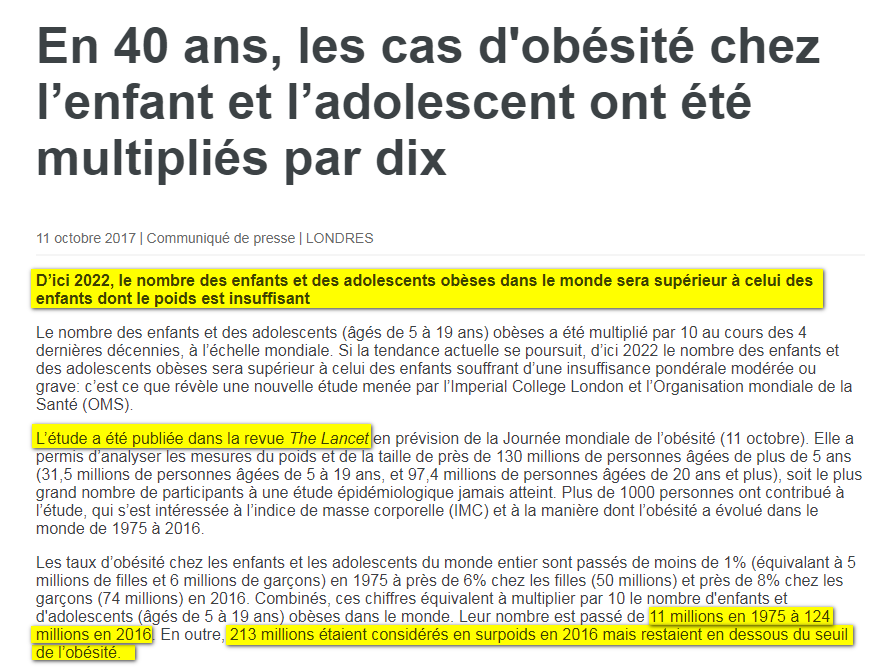 En 40 ans, les cas d'obésité chez
l’enfant et l’adolescent ont été
multipliés par dix
11 octobre 2017 | Communiqué de presse | LONDRES
D’ici 2022, le nombre des enfants et des adolescents obèses dans le monde sera supérieur à celui des
enfants dont le poids est insuffisant
Le nombre des enfants et des adolescents (âgés de 5 à 19 ans) obèses a été multiplié par 10 au cours des 4
dernières décennies, à l’échelle mondiale. Si la tendance actuelle se poursuit, d’ici 2022 le nombre des enfants et
des adolescents obèses sera supérieur à celui des enfants souffrant d’une insuffisance pondérale modérée ou
grave: c’est ce que révèle une nouvelle étude menée par l’Imperial College London et l’Organisation mondiale de la
Santé (OMS).
L’étude a été publiée dans la revue The Lancet en prévision de la Journée mondiale de l’obésité (11 octobre). Elle a
permis d’analyser les mesures du poids et de la taille de près de 130 millions de personnes âgées de plus de 5 ans
(31,5 millions de personnes âgées de 5 à 19 ans, et 97,4 millions de personnes âgées de 20 ans et plus), soit le plus
grand nombre de participants à une étude épidémiologique jamais atteint. Plus de 1000 personnes ont contribué à
l’étude, qui s’est intéressée à l’indice de masse corporelle (IMC) et à la manière dont l’obésité a évolué dans le
monde de 1975 à 2016.
Les taux d’obésité chez les enfants et les adolescents du monde entier sont passés de moins de 1% (équivalant à 5
millions de filles et 6 millions de garçons) en 1975 à près de 6% chez les filles (50 millions) et près de 8% chez les
garçons (74 millions) en 2016. Combinés, ces chiffres équivalent à multiplier par 10 le nombre d'enfants et
d'adolescents (âgés de 5 à 19 ans) obèses dans le monde. Leur nombre est passé de 11 millions en 1975 à 124
millions en 2016. En outre, 213 millions étaient considérés en surpoids en 2016 mais restaient en dessous du seuil
de l’obésité.